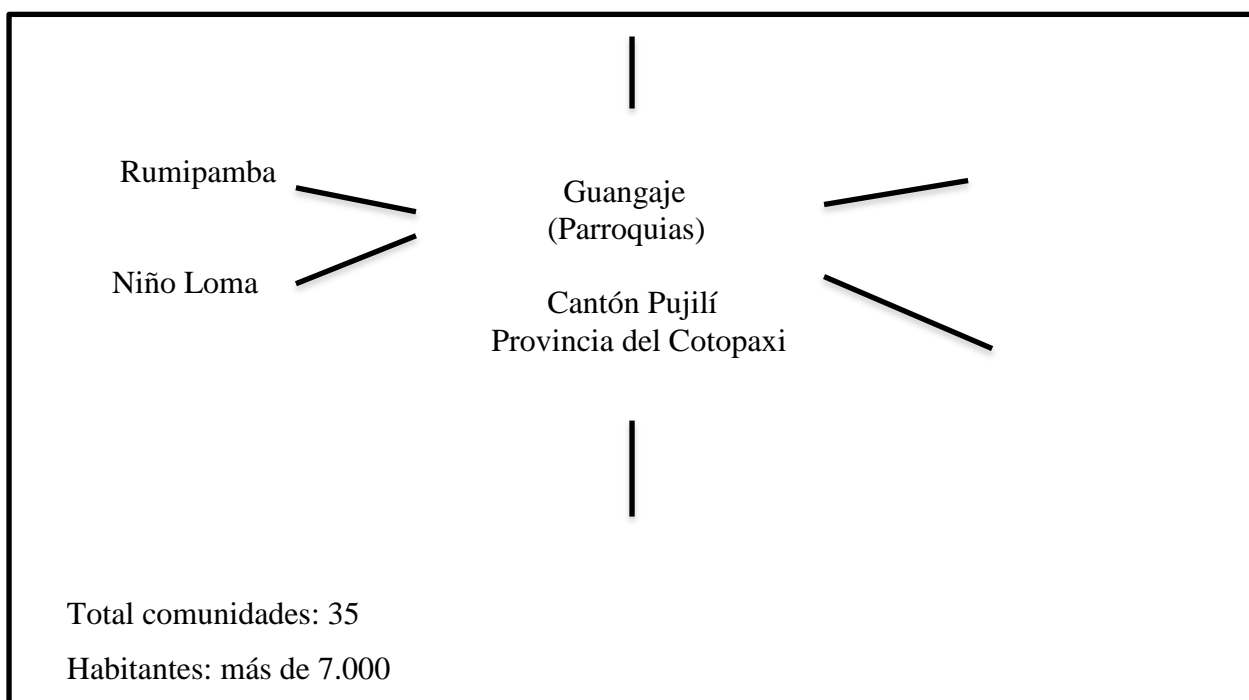 Rumipamba
Niño Loma
Guangaje
(Parroquias)
Cantón Pujilí
Provincia del Cotopaxi
Total comunidades: 35
Habitantes: más de 7.000